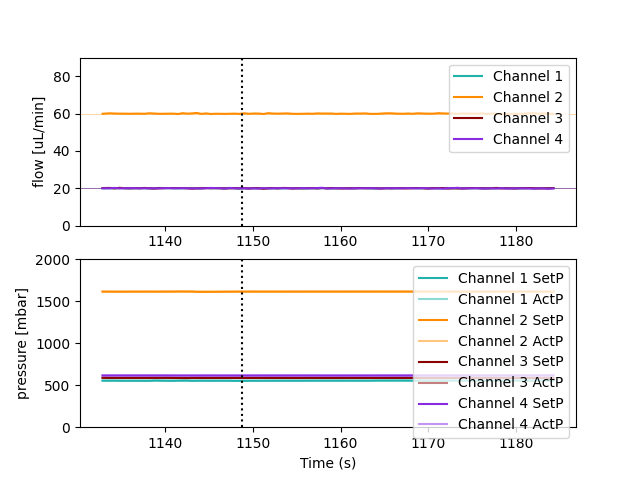 flow [uL/min]
80
60
40
20
0
Channel 1
Channel 2
Channel 3
Channel 4
1140 1150 1160 1170 1180
pressure [mbar]
2000
1500
1000
500
0
Channel 1 SetP
Channel 1 ActP
Channel 2 SetP
Channel 2 ActP
Channel 3 SetP
Channel 3 ActP
Channel 4 SetP
Channel 4 ActP
1140 1150 1160 1170 1180
Time (s)